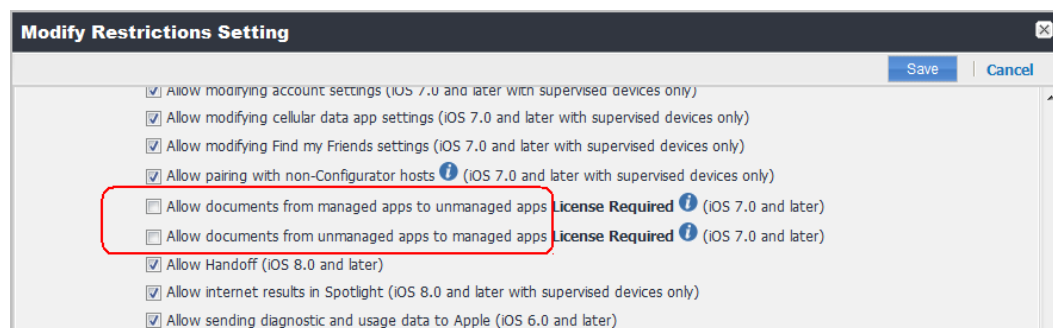 Modify Restrictions Setting
Save Cancel
Allow modifying account settings (iOS 7.0 and later with supervised devices only)
Allow modifying cellular data app settings (iOS 7.0 and later with supervised devices only)
Allow modifying Find my Friends settings (iOS 7.0 and later with supervised devices only)
Allow pairing with non-Configurator hosts i (iOS 7.0 and later with supervised devices only)
Allow documents from managed apps to unmanaged apps License Required i (iOS 7.0 and later)
Allow documents from unmanaged apps to managed apps License Required i (iOS 7.0 and later)
Allow Handoff (iOS 8.0 and later)
Allow internet results in Spotlight (iOS 8.0 and later with supervised devices only)
Allow sending diagnostic and usage data to Apple (iOS 6.0 and later)